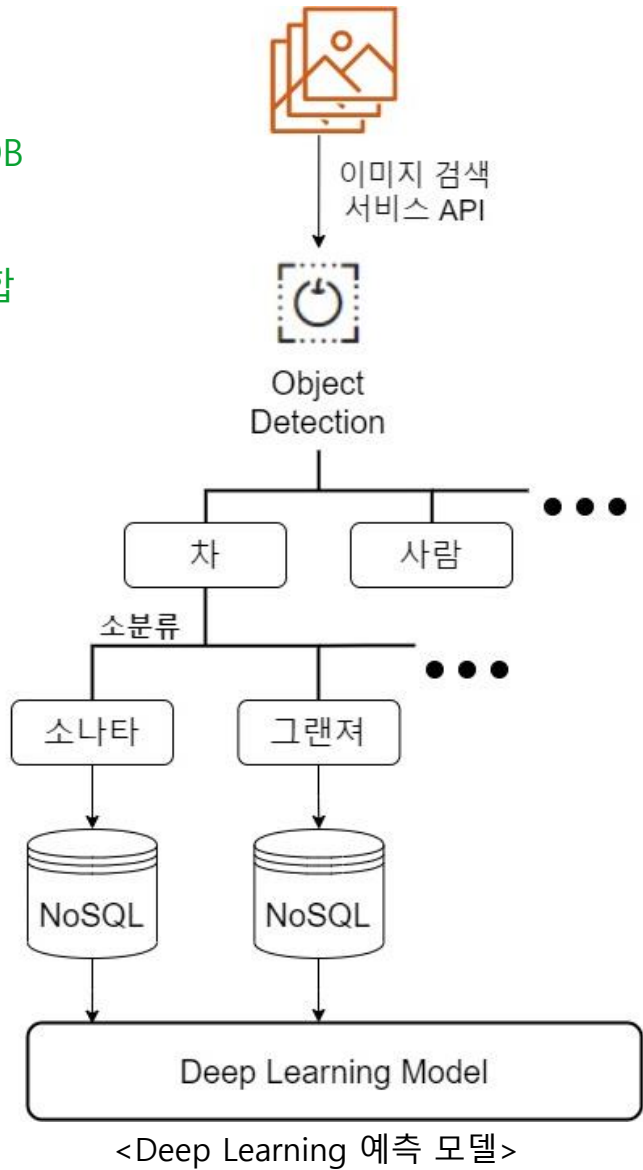 이미지 검색
서비스 API
Object
Detection
차
사람
소분류
소나타
그랜져
NoSQL
NoSQL
Deep Learning Model
<Deep Learning 예측 모델>